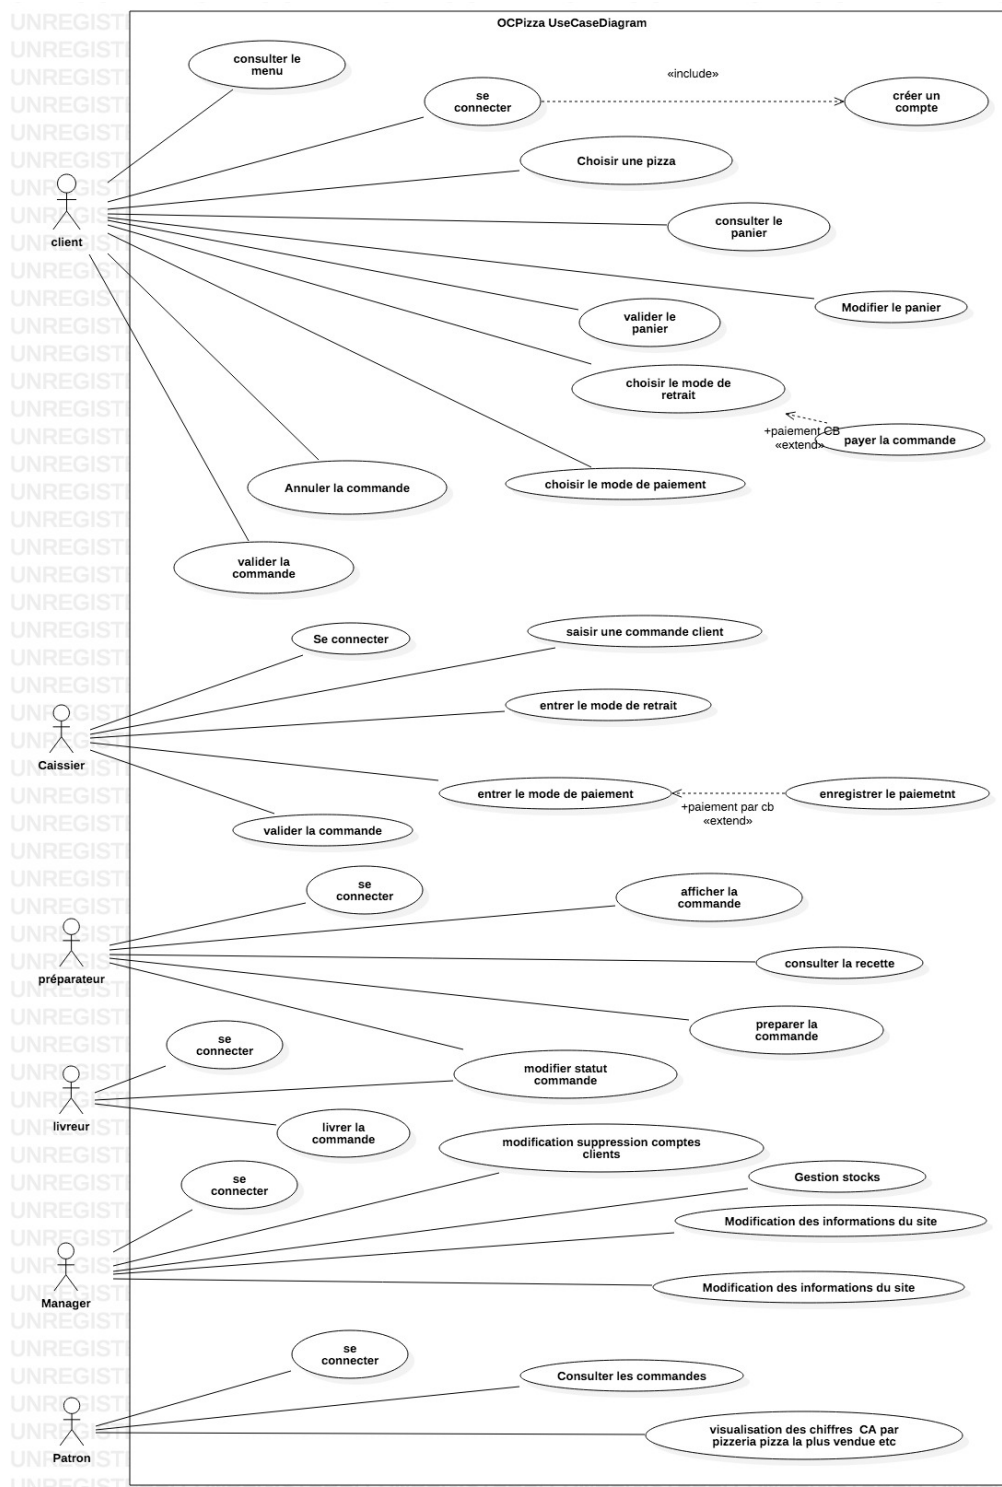 OCPizza UseCaseDiagram
consulter le
menu
se
connecter
«include»
créer un
compte
Choisir une pizza
client
consulter le
panier
Modifier le panier
valider le
panier
choisir le mode de
retrait
+paiement CB
«extend»
payer la commande
Annuler la commande
choisir le mode de paiement
valider la
commande
Se connecter
saisir une commande client
entrer le mode de retrait
Caissier
entrer le mode de paiement
+paiement par cb
«extend»
enregistrer le paiemetnt
valider la commande
se
connecter
afficher la
commande
préparateur
consulter la recette
preparer la
commande
se
connecter
modifier statut
commande
livreur
livrer la
commande
modification suppression comptes
clients
se
connecter
Gestion stocks
Modification des informations du site
Manager
Modification des informations du site
se
connecter
Consulter les commandes
Patron
visualisation des chiffres  CA par
pizzeria pizza la plus vendue etc